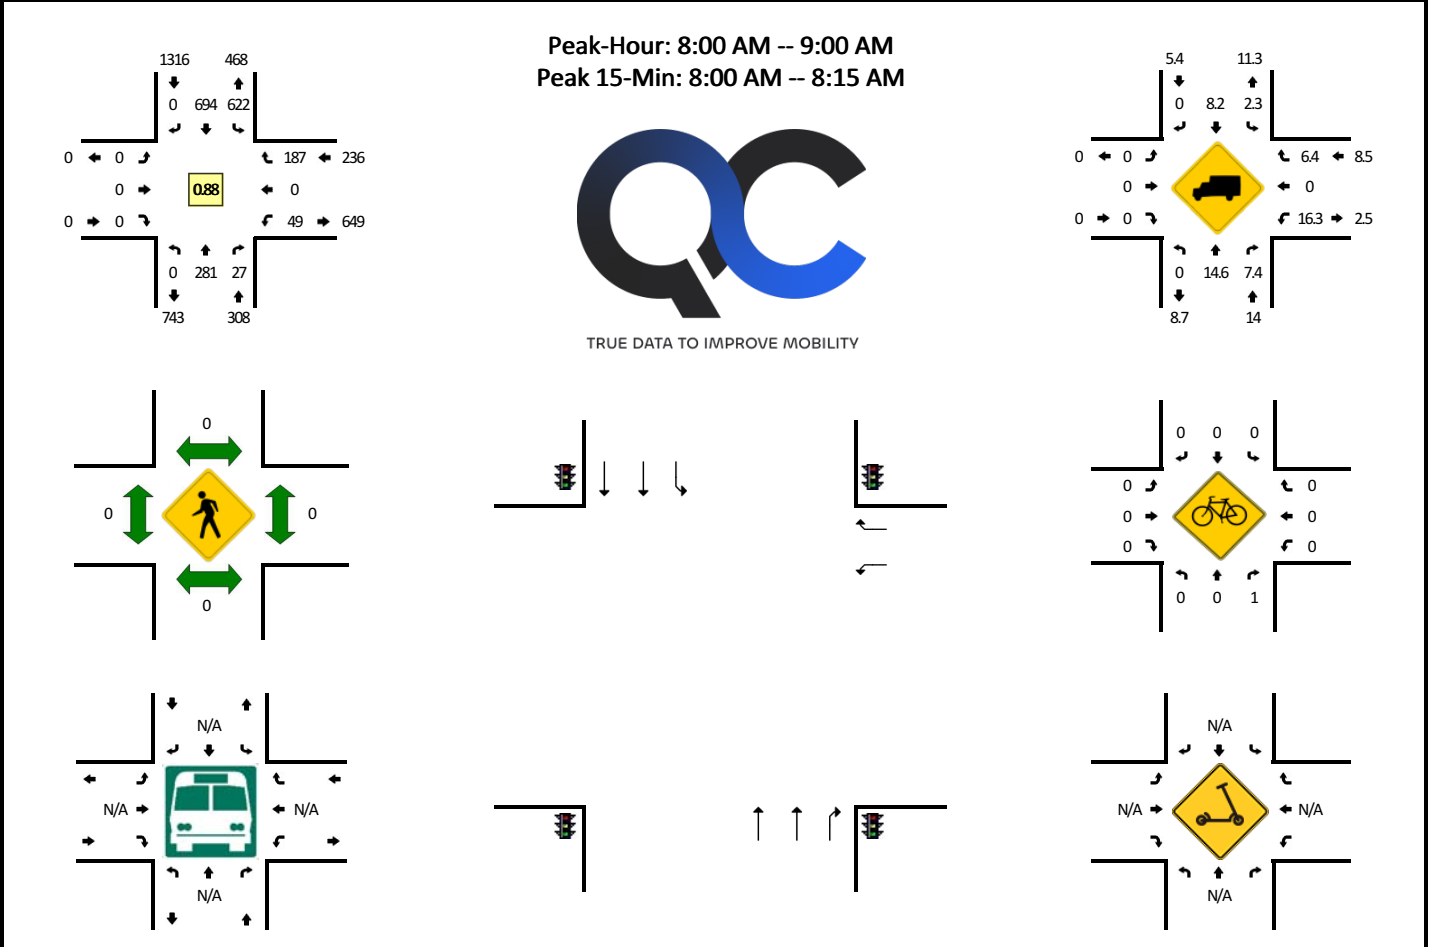 Peak-Hour: 8:00 AM -- 9:00 AM
Peak 15-Min: 8:00 AM -- 8:15 AM
1316 468
0 694 622
0 0 187 236
0 0.88 0
0 0 49 649
0 281 27
743 308
QC
TRUE DATA TO IMPROVE MOBILITY
5.4 11.3
0 8.2 2.3
0 0 6.4 8.5
0 0
0 0 16.3 2.5
0 14.6 7.4
8.7 14
0
0 0
0
0 0 0
0 0
0 0
0 0
0 0 1
N/A
N/A N/A
N/A
N/A
N/A N/A
N/A